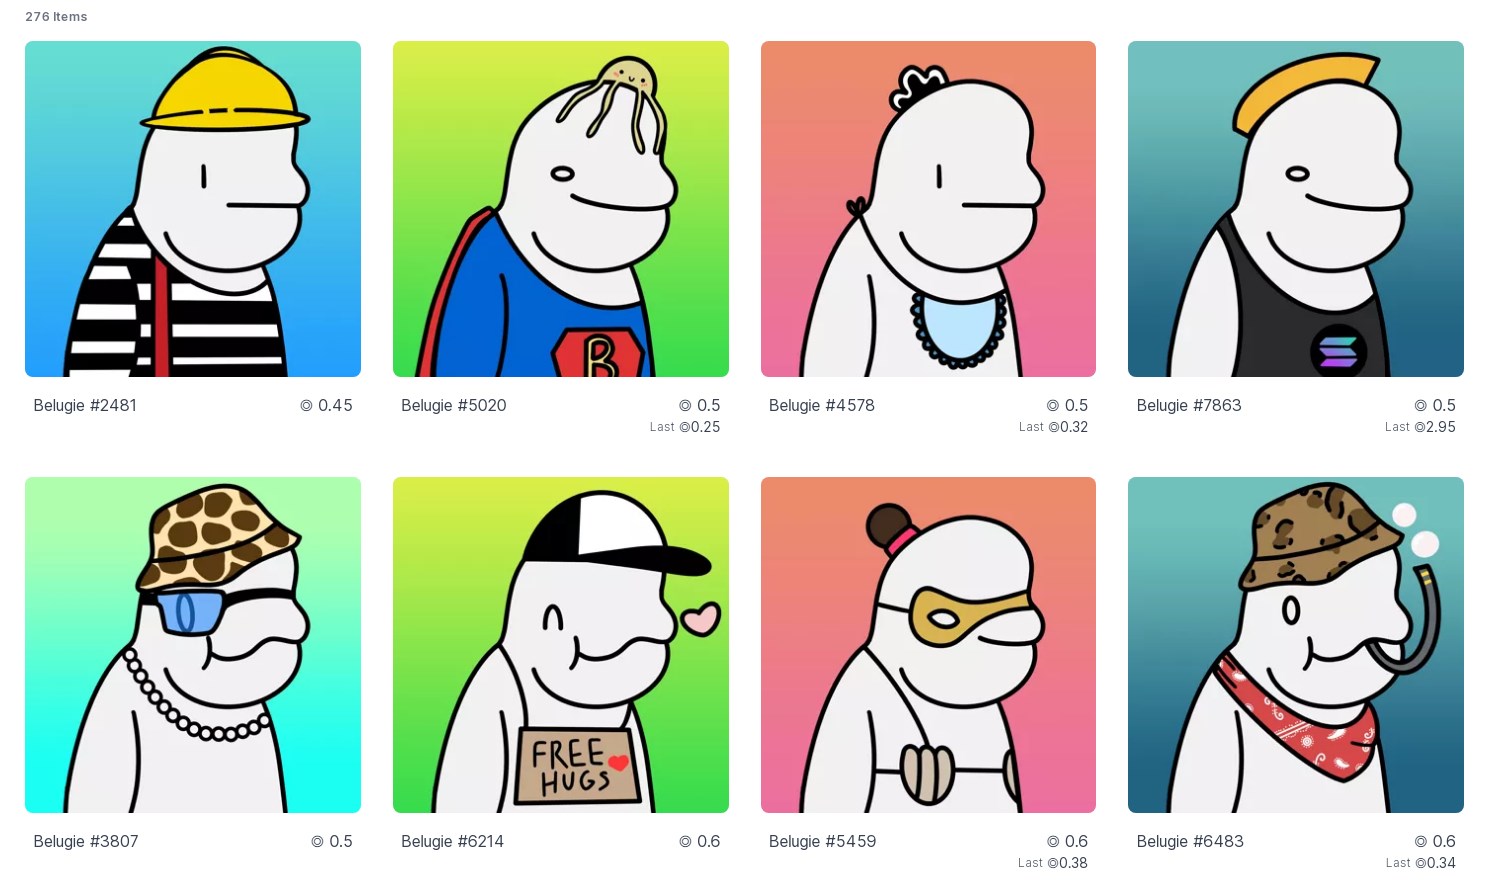 276 Items
B
Belugie #2481 ◎ 0.45
Belugie #5020 ◎ 0.5
Last ◎0.25
Belugie #4578 ◎ 0.5
Last ◎0.32
Belugie #7863 ◎ 0.5
Last ◎2.95
FREE
HUGS
Belugie #3807 ◎ 0.5
Belugie #6214 ◎ 0.6
Belugie #5459 ◎ 0.6
Last ◎0.38
Belugie #6483 ◎ 0.6
Last ◎0.34